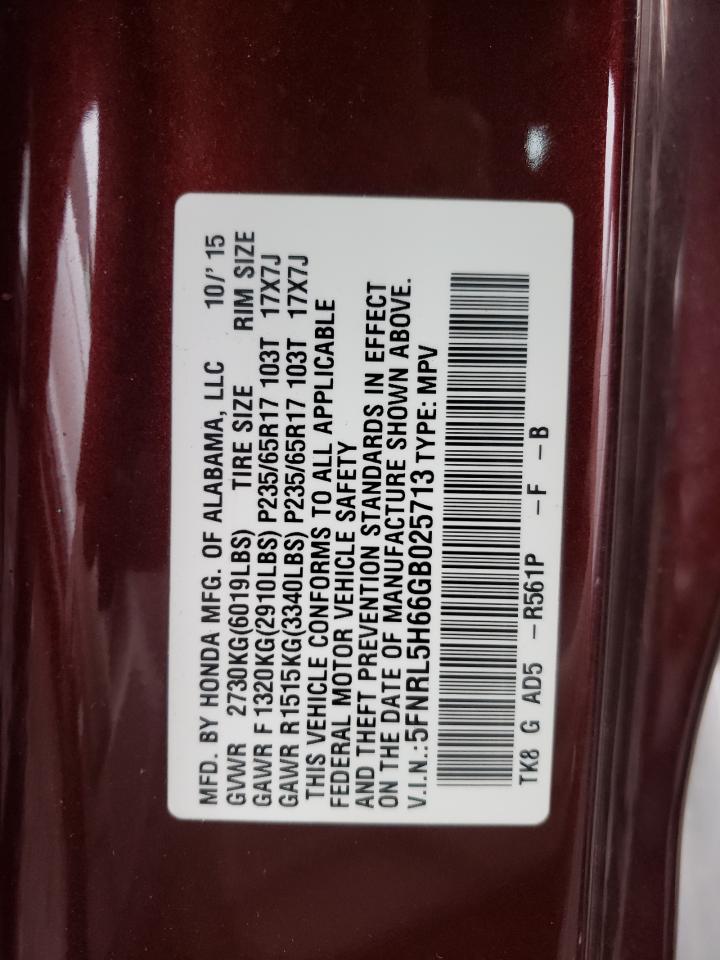 MFD. BY HONDA MFG. OF ALABAMA, LLC 10/' 15
GVWR 2730KG(6019LBS) TIRE SIZE RIM SIZE
GAWR F 1320KG(2910LBS) P235/65R17 103T 17X7J
GAWR R1515KG(3340LBS) P235/65R17 103T 17X7J
THIS VEHICLE CONFORMS TO ALL APPLICABLE
FEDERAL MOTOR VEHICLE SAFETY
AND THEFT PREVENTION STANDARDS IN EFFECT
ON THE DATE OF MANUFACTURE SHOWN ABOVE.
V.I.N.:5FNRL5H66GB025713 TYPE: MPV
TK8 G AD5 –R561P –F –B